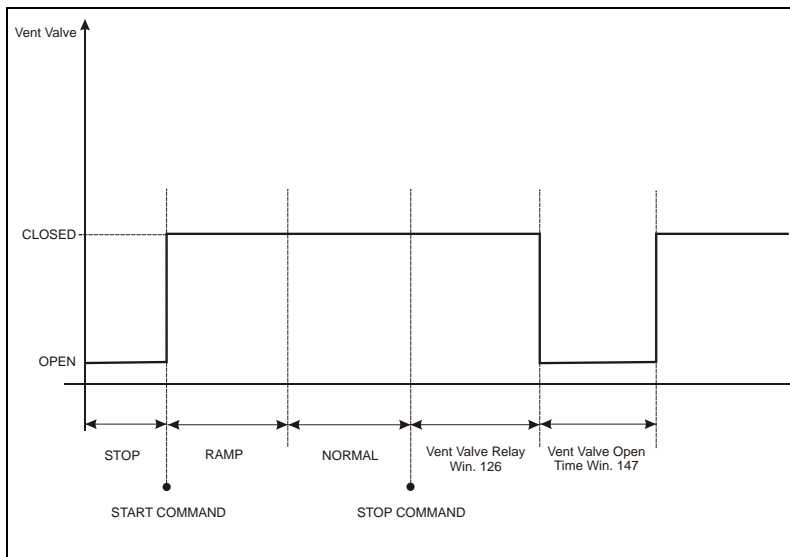 Vent Valve
CLOSED
OPEN
STOP
RAMP
NORMAL
Vent Valve Relay
Win. 126
Vent Valve Open
Time Win. 147
START COMMAND
STOP COMMAND